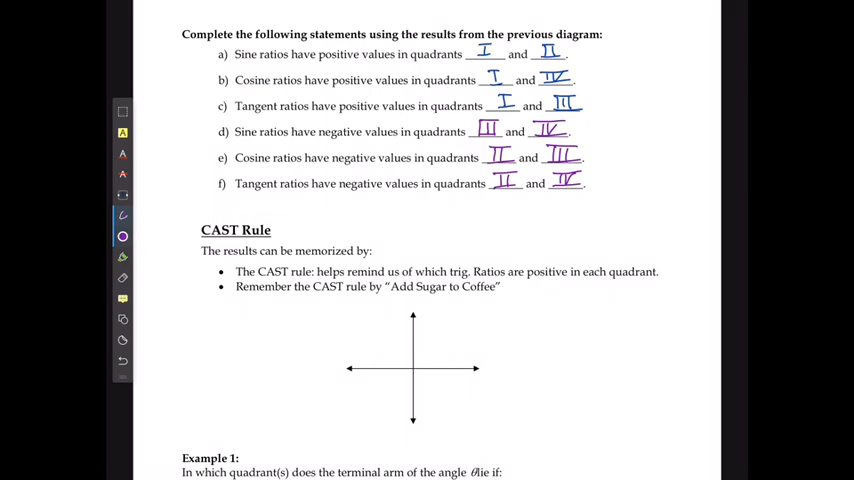 Complete the following statements using the results from the previous diagram:
a) Sine ratios have positive values in quadrants I and II.
b) Cosine ratios have positive values in quadrants I and IV.
c) Tangent ratios have positive values in quadrants I and III
d) Sine ratios have negative values in quadrants III and IV.
e) Cosine ratios have negative values in quadrants II and III.
f) Tangent ratios have negative values in quadrants II and IV.
CAST Rule
The results can be memorized by:
• The CAST rule: helps remind us of which trig. Ratios are positive in each quadrant.
• Remember the CAST rule by “Add Sugar to Coffee”
Example 1:
In which quadrant(s) does the terminal arm of the angle θ lie if: